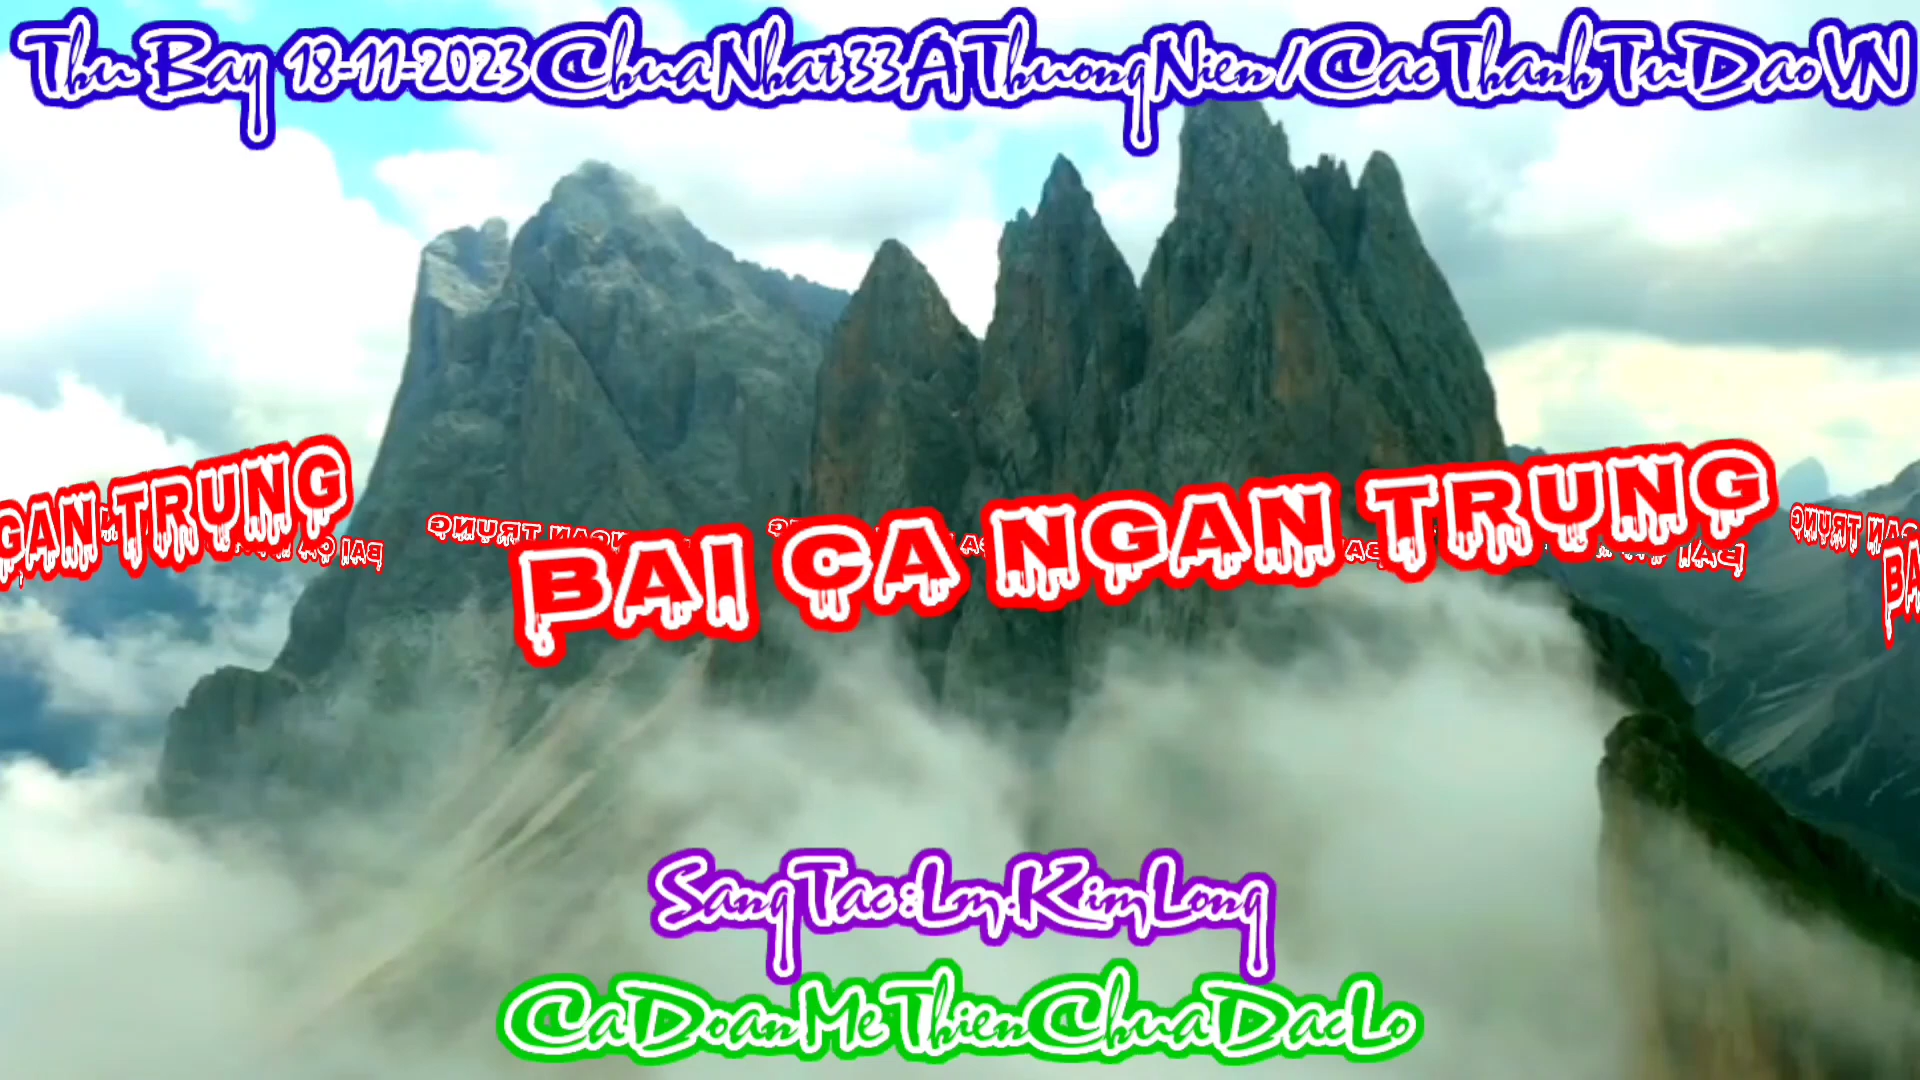 Thu Bay 18-11-2023 Chua Nhat 33 A Thuong Nien / Cac Thanh Tu Dao VN
GAN TRUNG
BAI CA NGAN TRUNG
BA
Sang Tac : Lm. Kim Long
Ca Doan Me Thien Chua Dac Lo